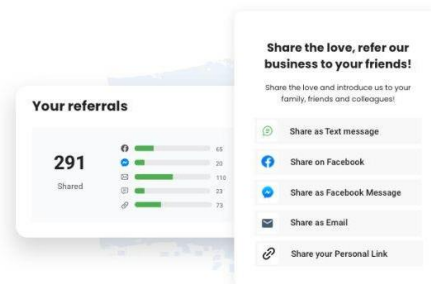 Your referrals
291
Shared
65
20
110
23
73
Share the love, refer our
business to your friends!
Share the love and introduce us to your
family, friends and colleagues!
Share as Text message
Share on Facebook
Share as Facebook Message
Share as Email
Share your Personal Link